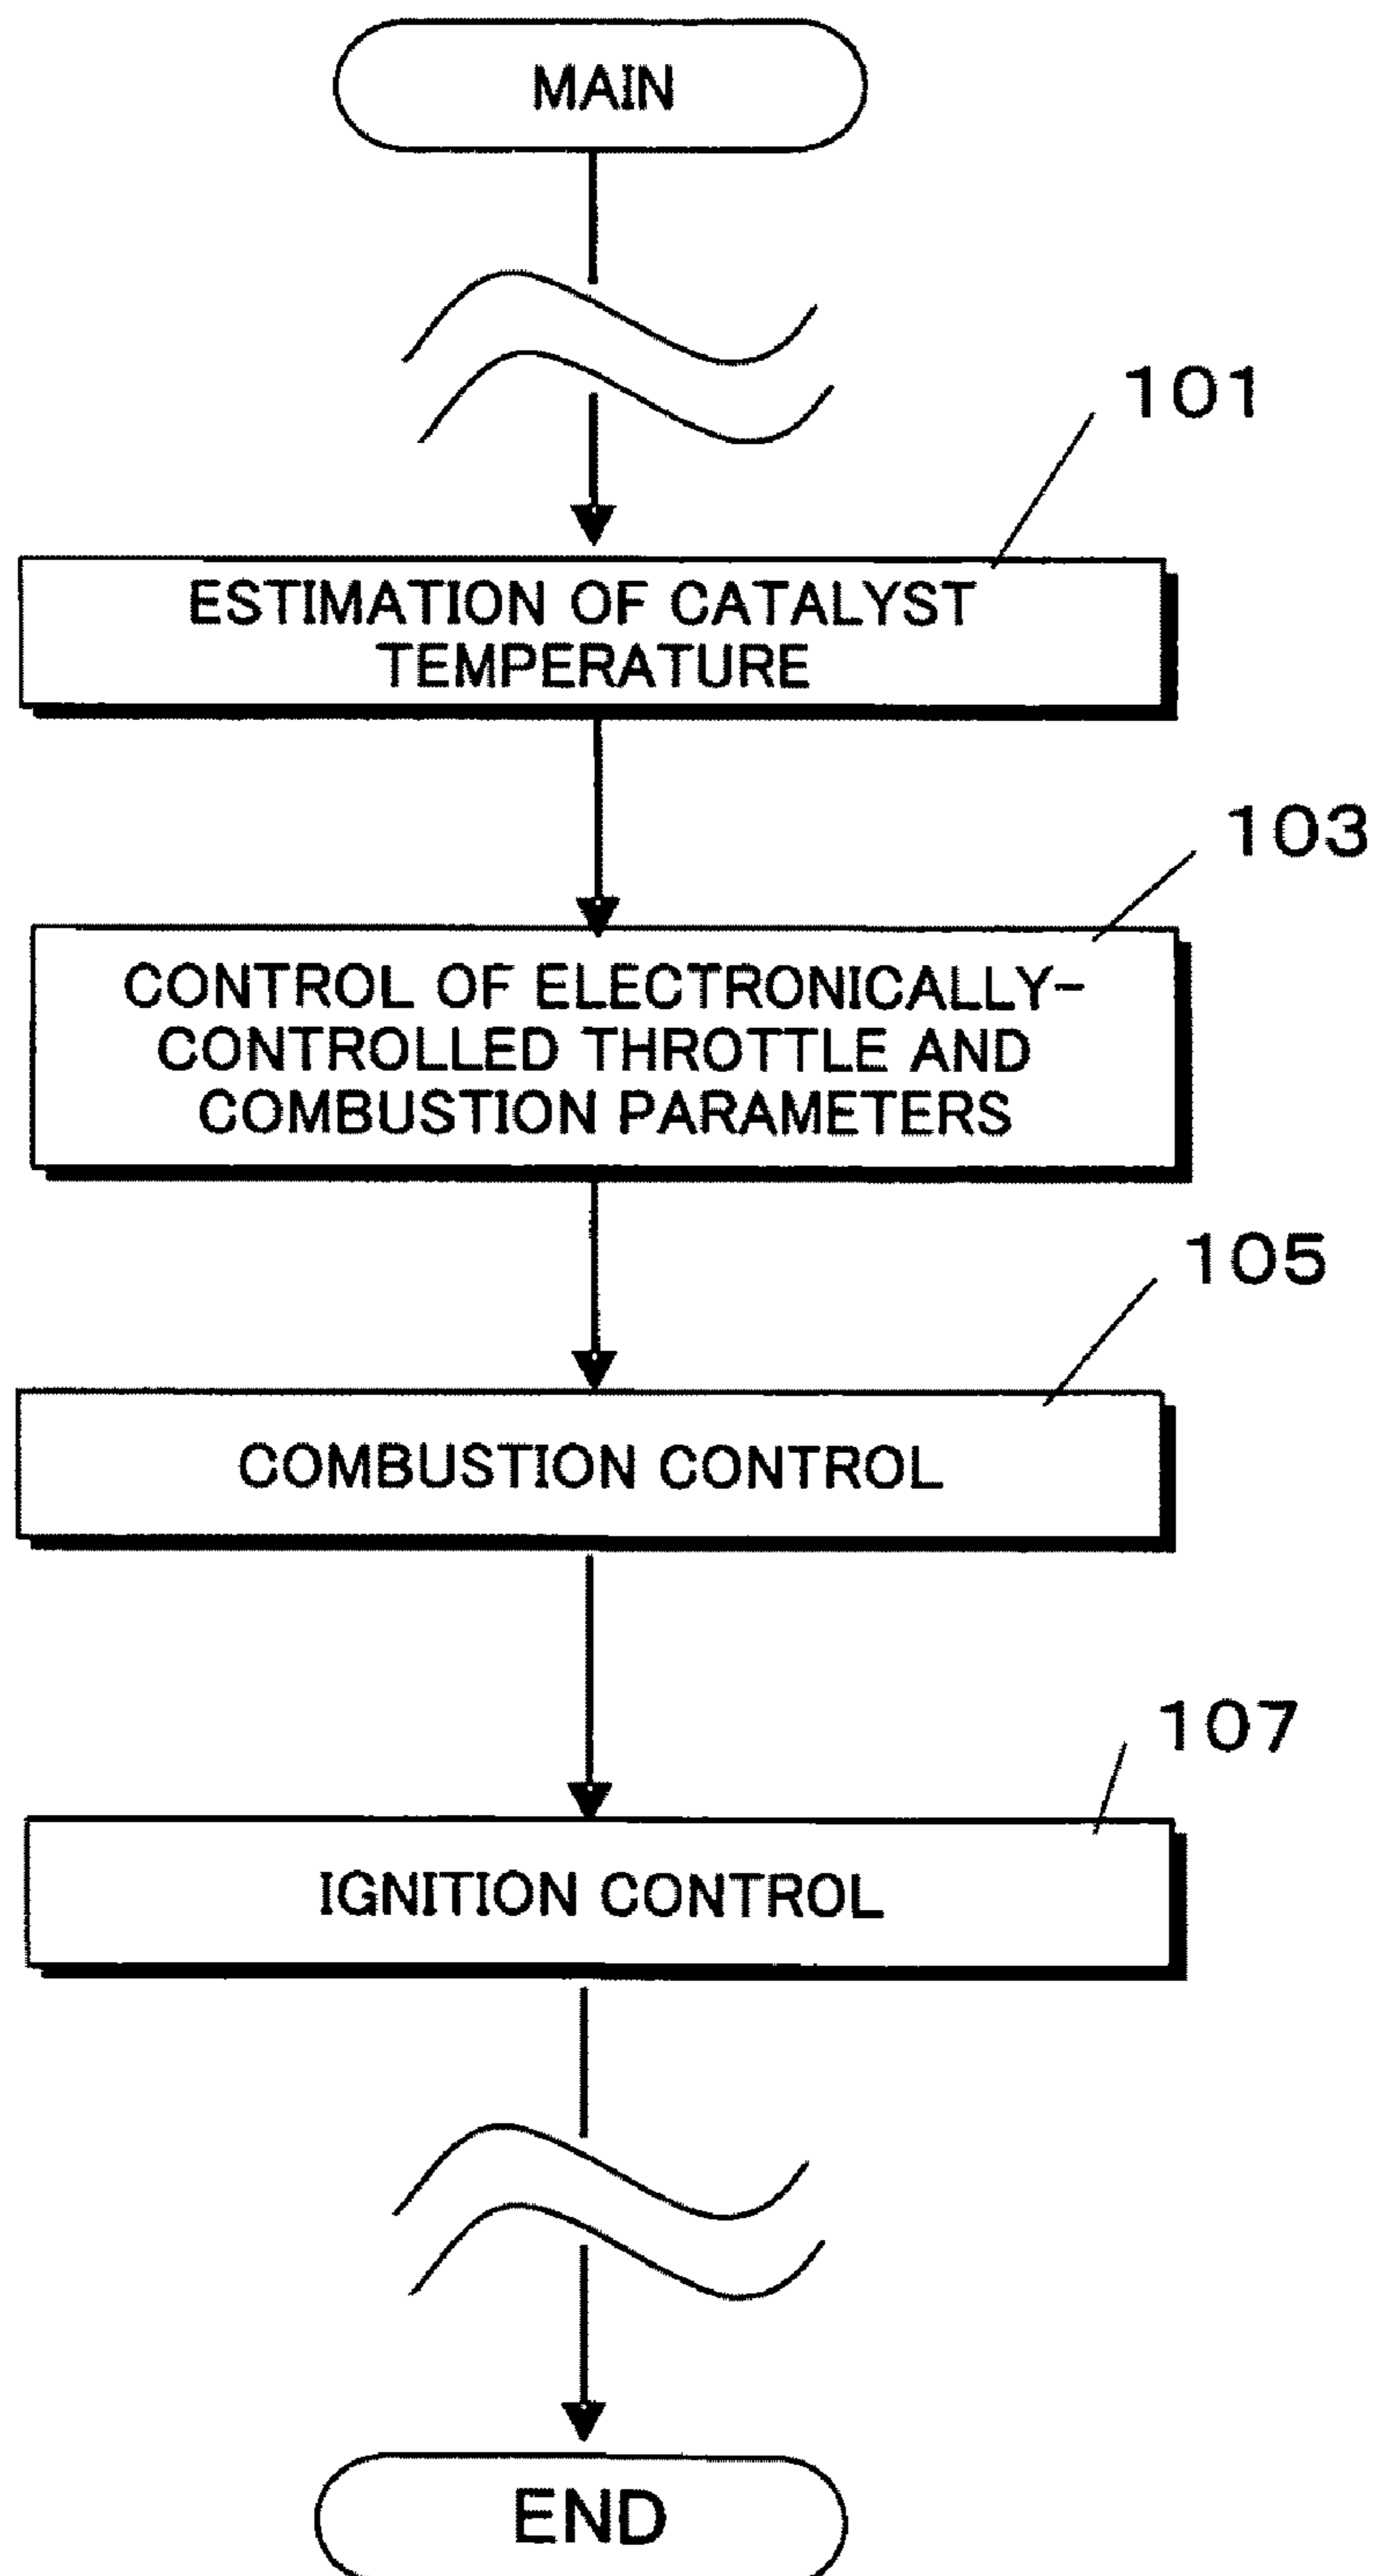 MAIN
101
ESTIMATION OF CATALYST
TEMPERATURE
103
CONTROL OF ELECTRONICALLY-
CONTROLLED THROTTLE AND
COMBUSTION PARAMETERS
105
COMBUSTION CONTROL
107
IGNITION CONTROL
END